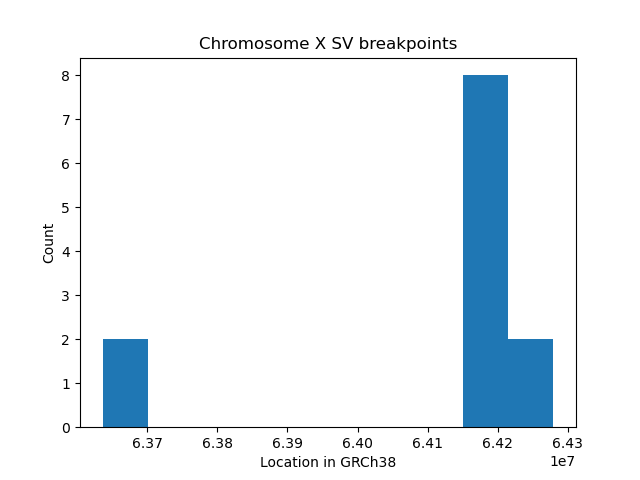 Chromosome X SV breakpoints
8
7
6
5
4
3
2
1
0
Count
6.37 6.38 6.39 6.40 6.41 6.42 6.43
1e7
Location in GRCh38